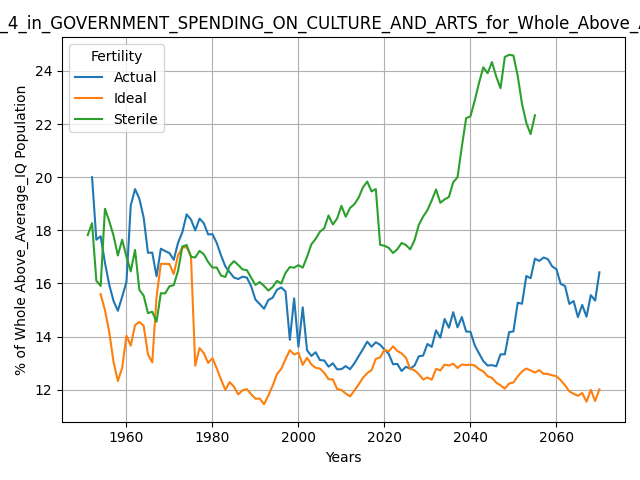 _4_in_GOVERNMENT_SPENDING_ON_CULTURE_AND_ARTS_for_Whole_Above_
Fertility
Actual
Ideal
Sterile
% of Whole Above_Average_IQ Population
24
22
20
18
16
14
12
1960
1980
2000
2020
2040
2060
Years